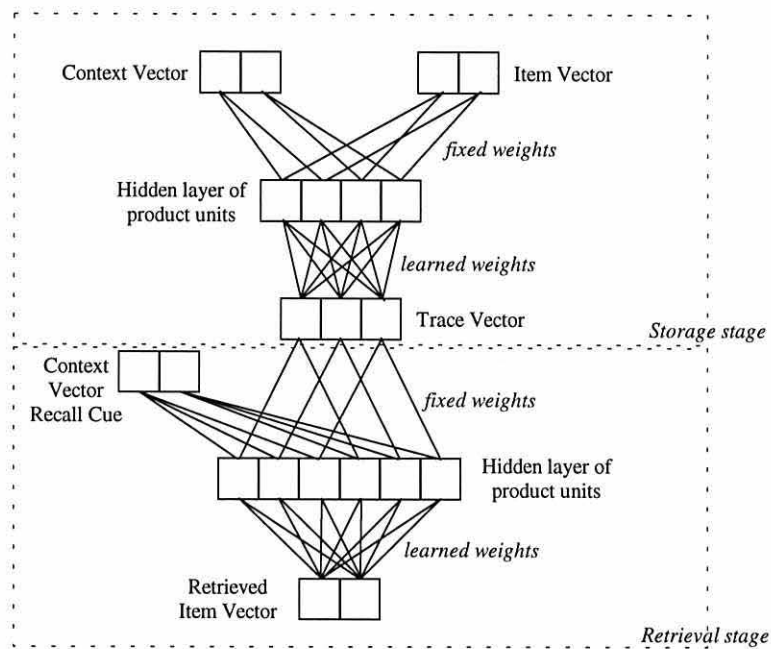 Context Vector
Item Vector
fixed weights
Hidden layer of
product units
learned weights
Trace Vector
Storage stage
Context
Vector
Recall Cue
fixed weights
Hidden layer of
product units
learned weights
Retrieved
Item Vector
Retrieval stage